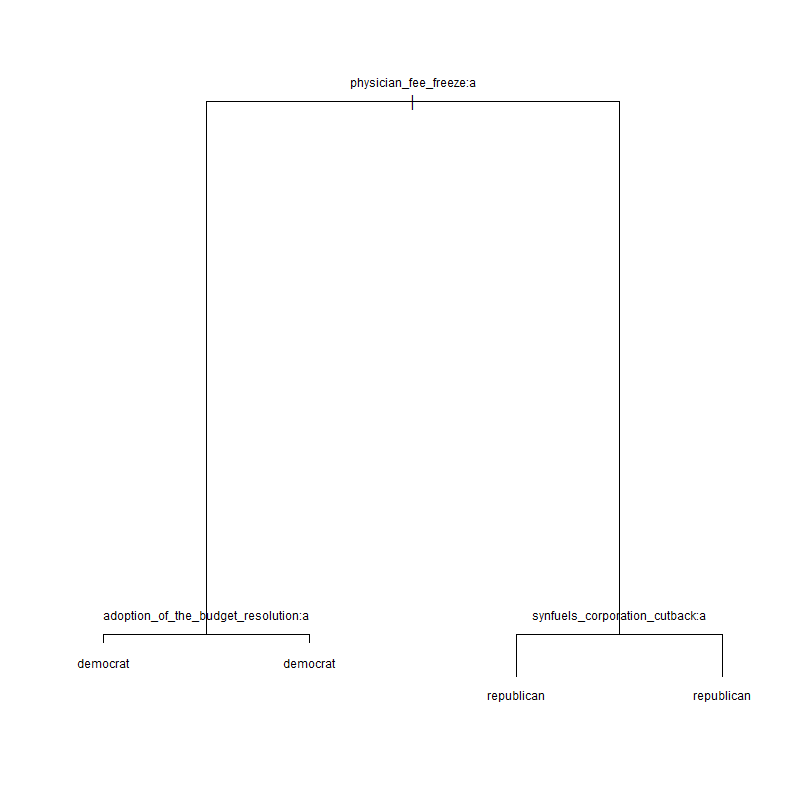 physician_fee_freeze:a
adoption_of_the_budget_resolution:a
synfuels_corporation_cutback:a
democrat
democrat
republican
republican